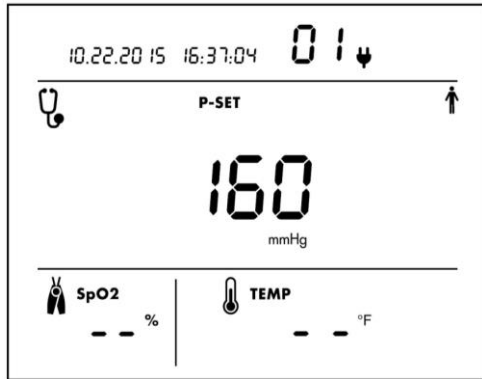 10.22.2015 16:37:04 01
P-SET
160
mmHg
SpO2 TEMP
-- % -- °F